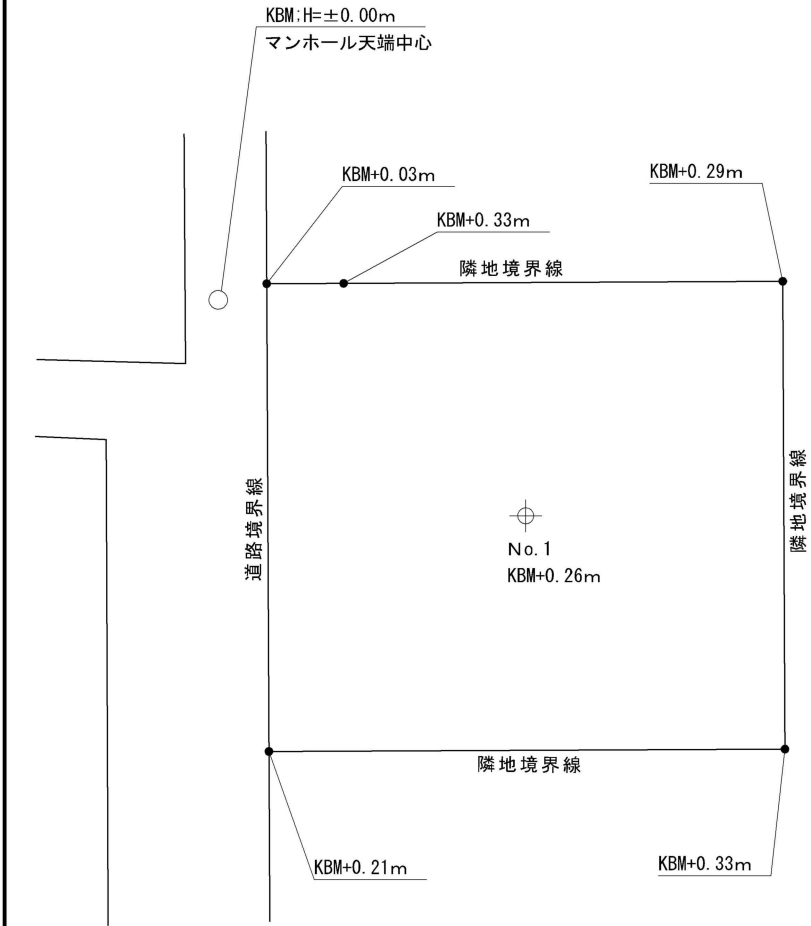 KBM;H=±0.00m
マンホール天端中心
KBM+0.03m
KBM+0.29m
KBM+0.33m
隣地境界線
道路境界線
隣地境界線
No.1
KBM+0.26m
隣地境界線
KBM+0.21m
KBM+0.33m